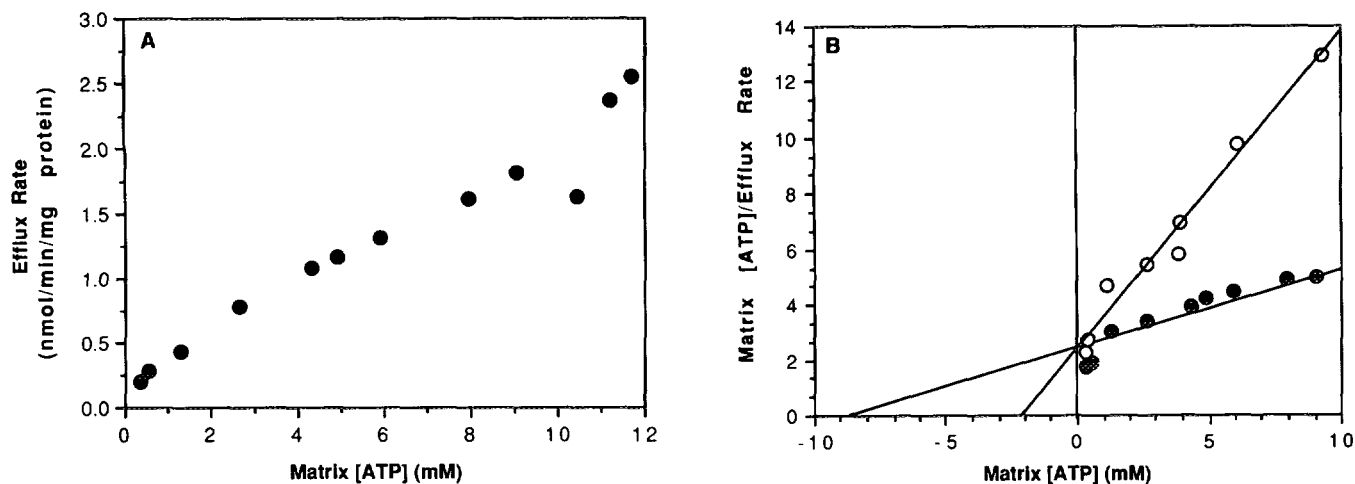 A
3.0
2.5
2.0
1.5
1.0
0.5
0.0
0 2 4 6 8 10 12
Efflux Rate
(nmol/min/mg protein)
Matrix [ATP] (mM)
B
14
12
10
8
6
4
2
0
-10 -5 0 5 10
Matrix [ATP]/Efflux Rate
Matrix [ATP] (mM)